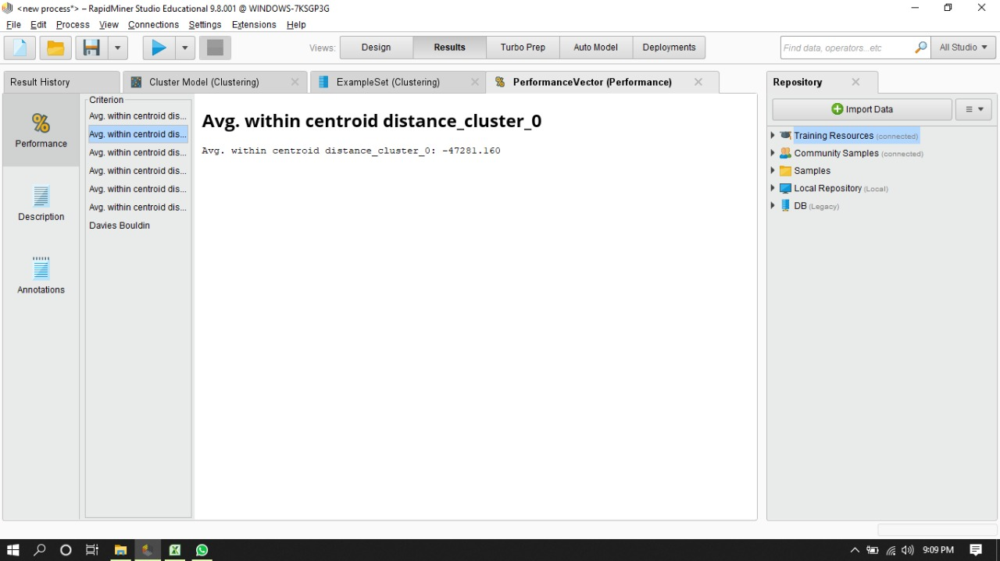 <new process*> – RapidMiner Studio Educational 9.8.001 @ WINDOWS-7KSGP3G
File Edit Process View Connections Settings Extensions Help
Views: Design Results Turbo Prep Auto Model Deployments Find data, operators...etc All Studio
Result History Cluster Model (Clustering) ExampleSet (Clustering) PerformanceVector (Performance)
Performance
Description
Annotations
Criterion
Avg. within centroid dis...
Avg. within centroid dis...
Avg. within centroid dis...
Avg. within centroid dis...
Avg. within centroid dis...
Avg. within centroid dis...
Davies Bouldin
Avg. within centroid distance_cluster_0
Avg. within centroid distance_cluster_0: -47281.160
Repository
Import Data
Training Resources (connected)
Community Samples (connected)
Samples
Local Repository (Local)
DB (Legacy)
9:09 PM